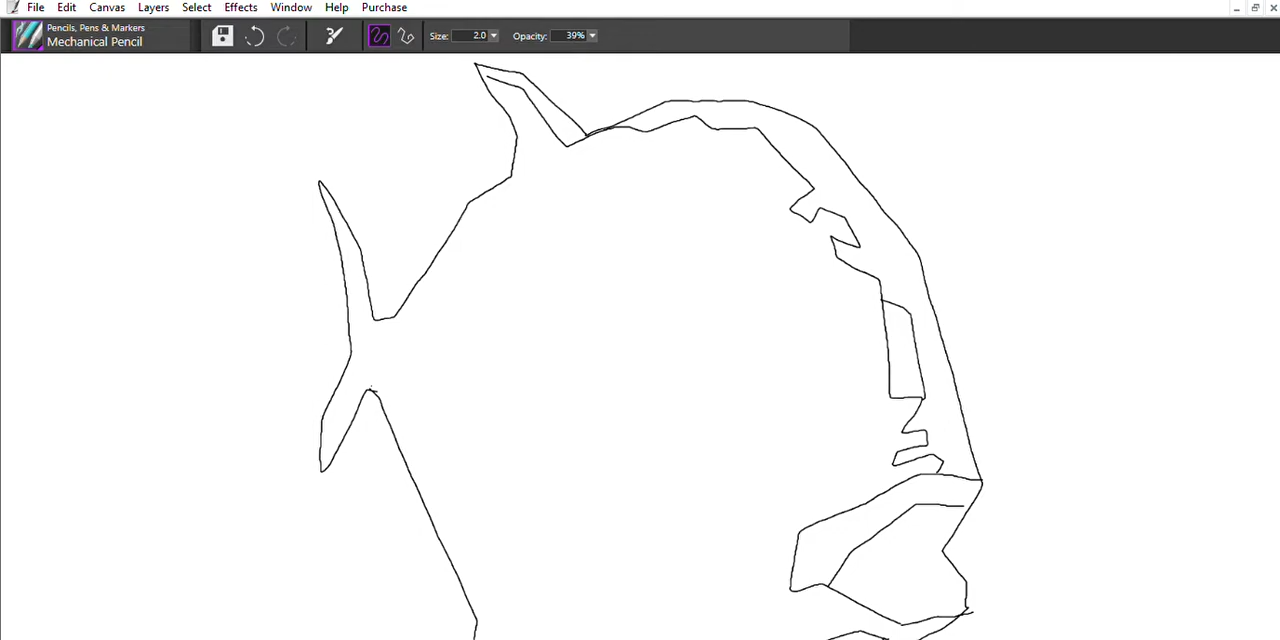 File Edit Canvas Layers Select Effects Window Help Purchase
Pencils, Pens & Markers
Mechanical Pencil
Size: 2.0 Opacity: 39%